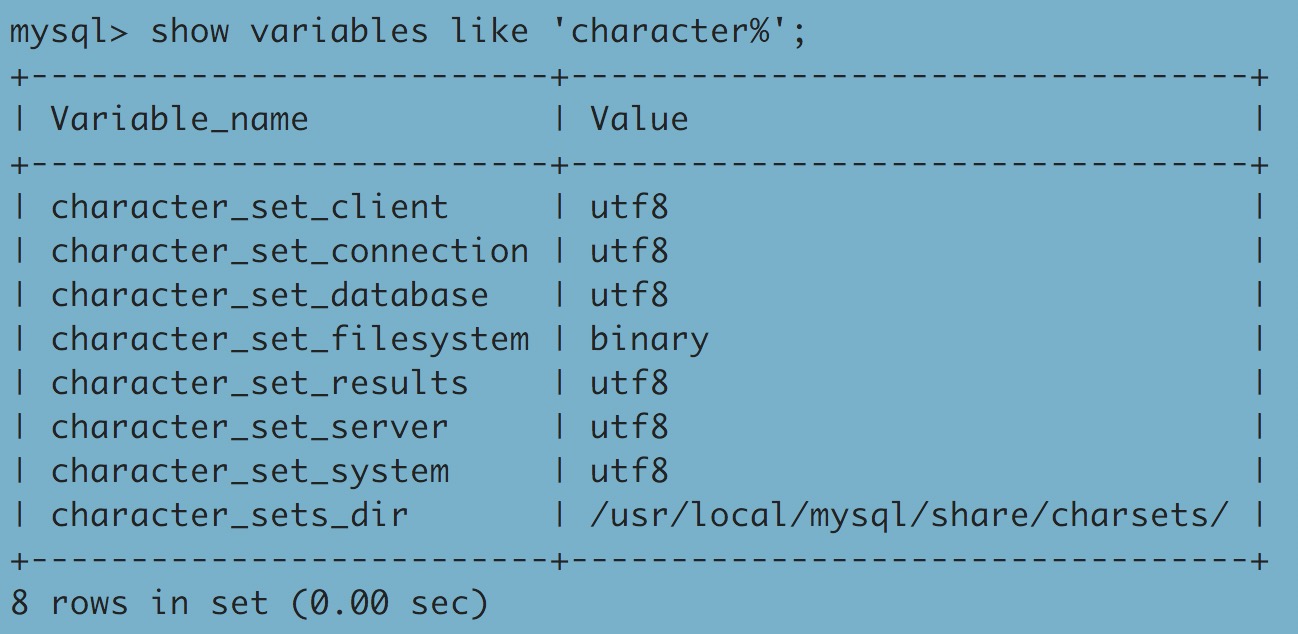 mysql> show variables like 'character%';
+--------------------------+----------------------------------+
| Variable_name            | Value                            |
+--------------------------+----------------------------------+
| character_set_client     | utf8                             |
| character_set_connection | utf8                             |
| character_set_database   | utf8                             |
| character_set_filesystem | binary                           |
| character_set_results    | utf8                             |
| character_set_server     | utf8                             |
| character_set_system     | utf8                             |
| character_sets_dir       | /usr/local/mysql/share/charsets/ |
+--------------------------+----------------------------------+
8 rows in set (0.00 sec)